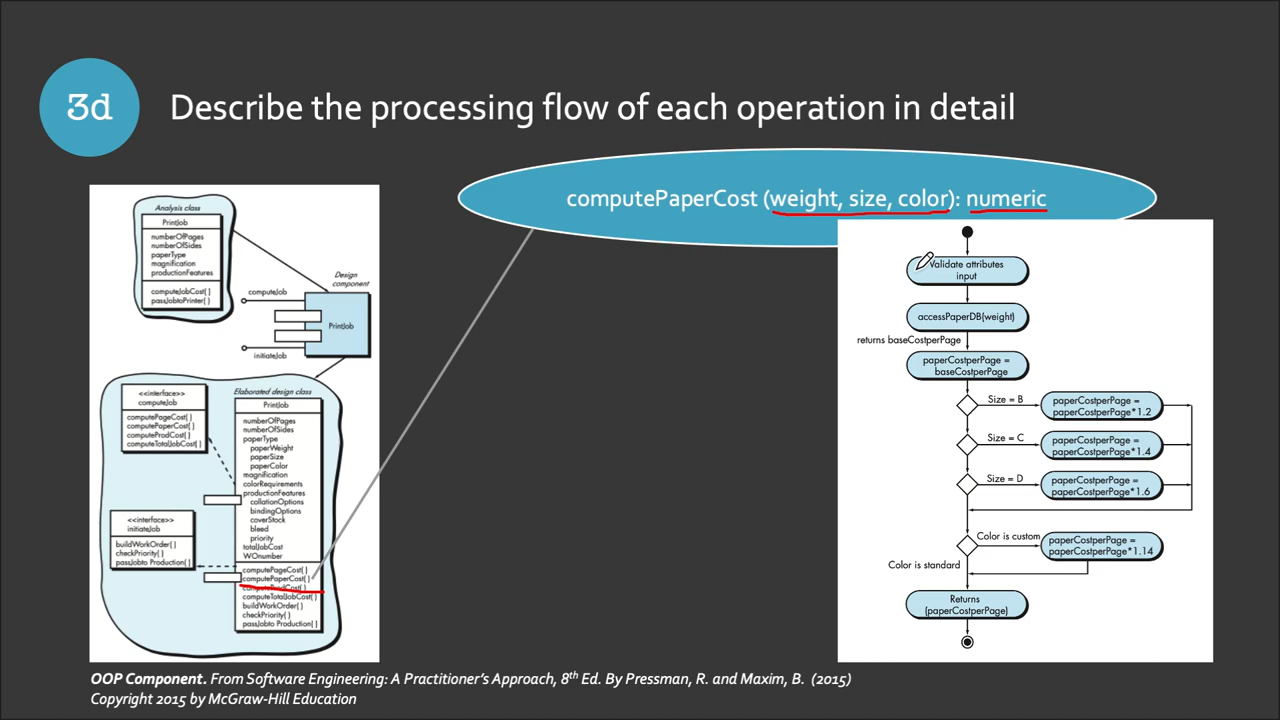 3d
Describe the processing flow of each operation in detail
computePaperCost (weight, size, color): numeric
Analysis class
PrintJob
numberOfPages
numberOfSides
paperType
magnification
productionFeatures
computeJobCost( )
passJobtoPrinter( )
computeJob
initiateJob
Design
component
PrintJob
Elaborated design class
PrintJob
numberOfPages
numberOfSides
paperType
paperWeight
paperSize
paperColor
magnification
colorRequirements
productionFeatures
collationOptions
bindingOptions
coverStock
bleed
priority
totalJobCost
WOnumber
computePageCost( )
computePaperCost( )
computeProdCost( )
computeTotalJobCost( )
buildWorkOrder( )
checkPriority( )
passJobto Production( )
<<interface>>
computeJob
computePageCost( )
computePaperCost( )
computeProdCost( )
computeTotalJobCost( )
<<interface>>
initiateJob
buildWorkOrder( )
checkPriority( )
passJobto Production( )
Validate attributes
input
accessPaperDB(weight)
returns baseCostperPage
paperCostperPage =
baseCostperPage
Size = B
paperCostperPage =
paperCostperPage*1.2
Size = C
paperCostperPage =
paperCostperPage*1.4
Size = D
paperCostperPage =
paperCostperPage*1.6
Color is custom
paperCostperPage =
paperCostperPage*1.14
Color is standard
Returns
(paperCostperPage)
OOP Component. From Software Engineering: A Practitioner's Approach, 8th Ed. By Pressman, R. and Maxim, B. (2015)
Copyright 2015 by McGraw-Hill Education